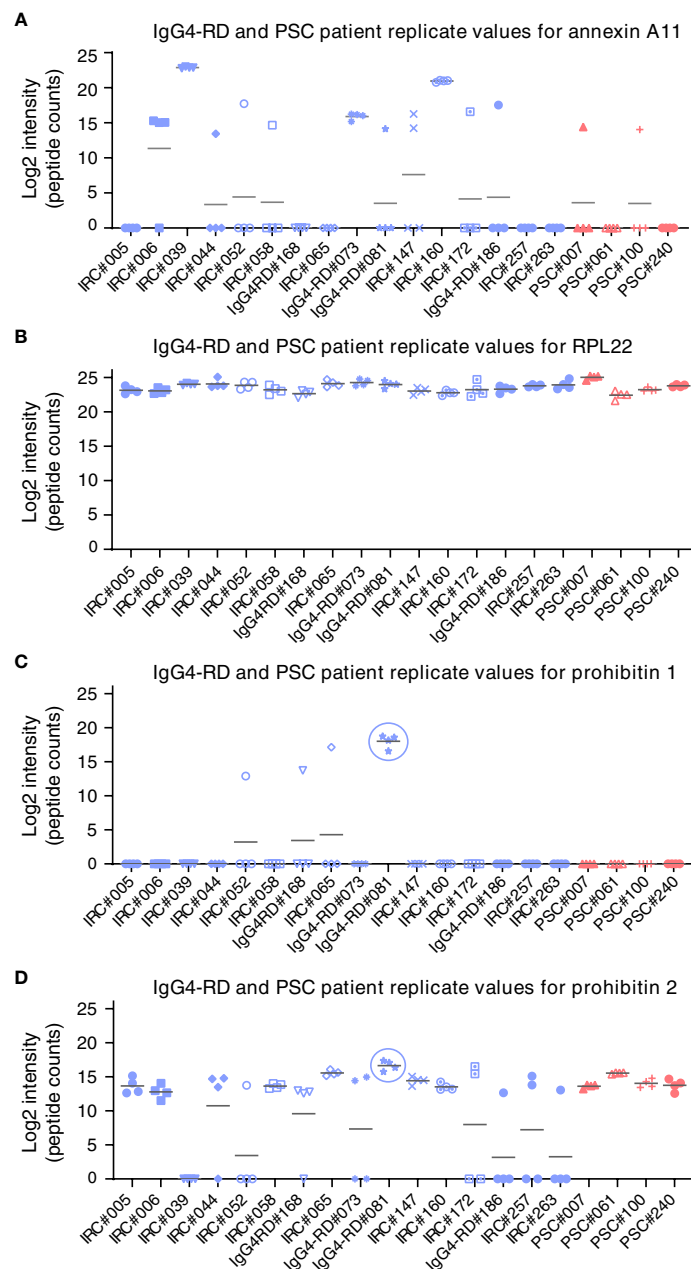 A
IgG4-RD and PSC patient replicate values for annexin A11
Log2 intensity
(peptide counts)
25
20
15
10
5
0
IRC#005
IRC#006
IRC#039
IRC#044
IRC#052
IRC#058
IgG4RD#168
IRC#065
IgG4-RD#073
IgG4-RD#081
IRC#147
IRC#160
IRC#172
IgG4-RD#186
IRC#257
IRC#263
PSC#007
PSC#061
PSC#100
PSC#240
B
IgG4-RD and PSC patient replicate values for RPL22
Log2 intensity
(peptide counts)
25
20
15
10
5
0
IRC#005
IRC#006
IRC#039
IRC#044
IRC#052
IRC#058
IgG4RD#168
IRC#065
IgG4-RD#073
IgG4-RD#081
IRC#147
IRC#160
IRC#172
IgG4-RD#186
IRC#257
IRC#263
PSC#007
PSC#061
PSC#100
PSC#240
C
IgG4-RD and PSC patient replicate values for prohibitin 1
Log2 intensity
(peptide counts)
25
20
15
10
5
0
IRC#005
IRC#006
IRC#039
IRC#044
IRC#052
IRC#058
IgG4RD#168
IRC#065
IgG4-RD#073
IgG4-RD#081
IRC#147
IRC#160
IRC#172
IgG4-RD#186
IRC#257
IRC#263
PSC#007
PSC#061
PSC#100
PSC#240
D
IgG4-RD and PSC patient replicate values for prohibitin 2
Log2 intensity
(peptide counts)
25
20
15
10
5
0
IRC#005
IRC#006
IRC#039
IRC#044
IRC#052
IRC#058
IgG4RD#168
IRC#065
IgG4-RD#073
IgG4-RD#081
IRC#147
IRC#160
IRC#172
IgG4-RD#186
IRC#257
IRC#263
PSC#007
PSC#061
PSC#100
PSC#240